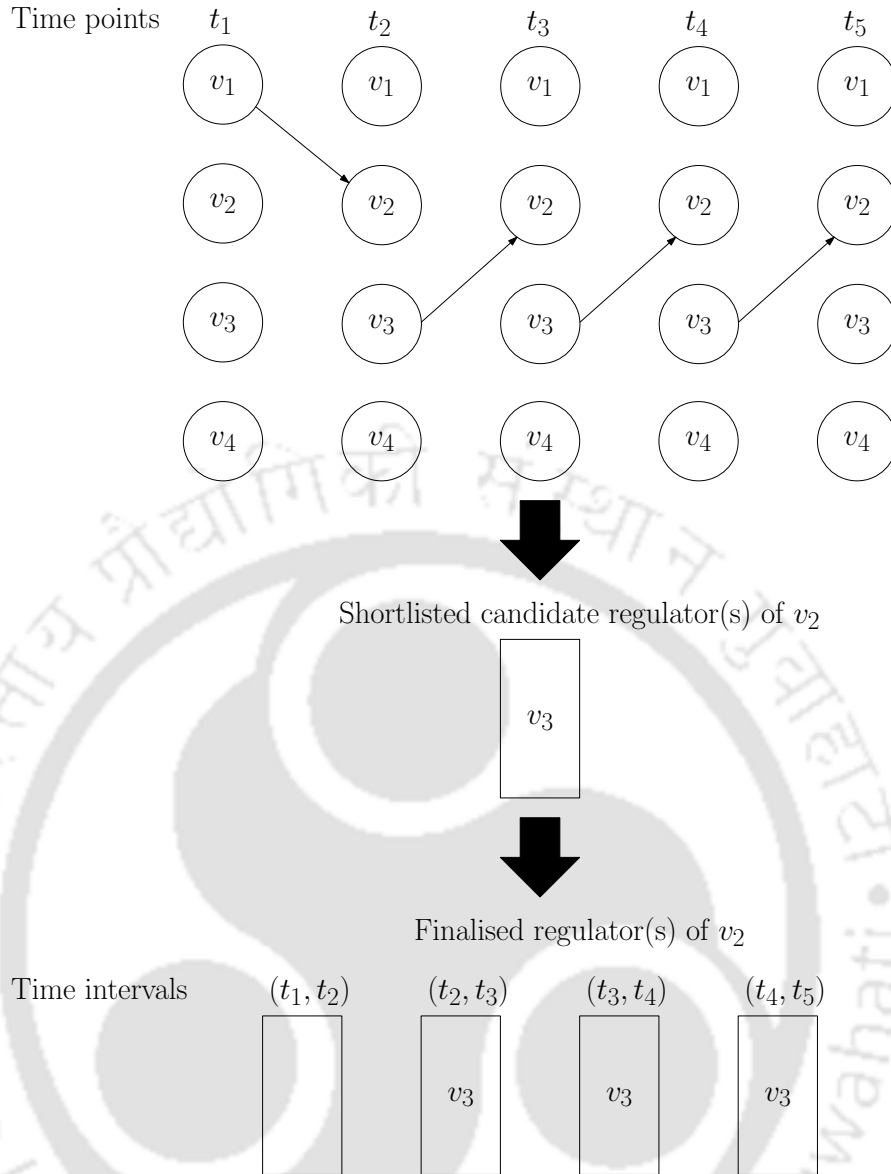 Time points t₁ t₂ t₃ t₄ t₅
v₁ v₁ v₁ v₁ v₁
v₂ v₂ v₂ v₂ v₂
v₃ v₃ v₃ v₃ v₃
v₄ v₄ v₄ v₄ v₄
Shortlisted candidate regulator(s) of v₂
v₃
Finalised regulator(s) of v₂
Time intervals (t₁, t₂) (t₂, t₃) (t₃, t₄) (t₄, t₅)
v₃ v₃ v₃